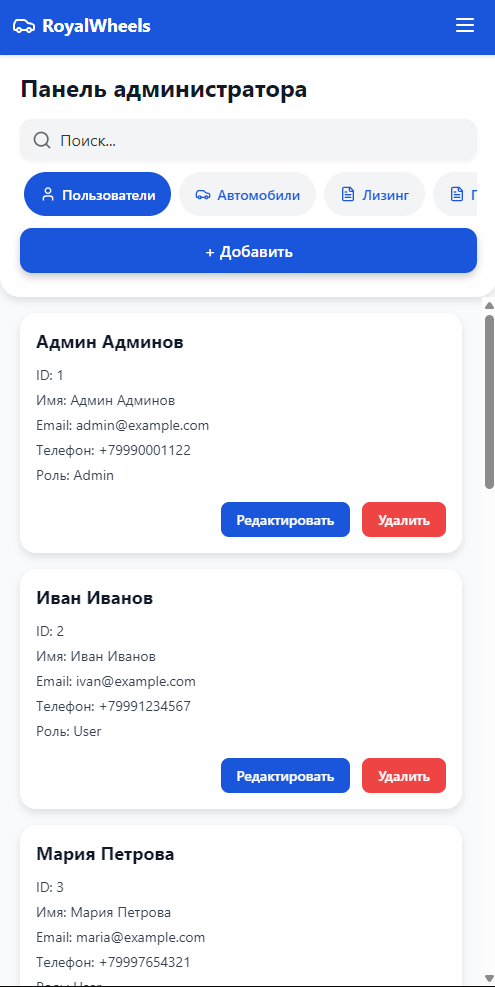 RoyalWheels
Панель администратора
Поиск...
Пользователи Автомобили Лизинг
+ Добавить
Админ Админов
ID: 1
Имя: Админ Админов
Email: admin@example.com
Телефон: +79990001122
Роль: Admin
Редактировать Удалить
Иван Иванов
ID: 2
Имя: Иван Иванов
Email: ivan@example.com
Телефон: +79991234567
Роль: User
Редактировать Удалить
Мария Петрова
ID: 3
Имя: Мария Петрова
Email: maria@example.com
Телефон: +79997654321
Роль: User